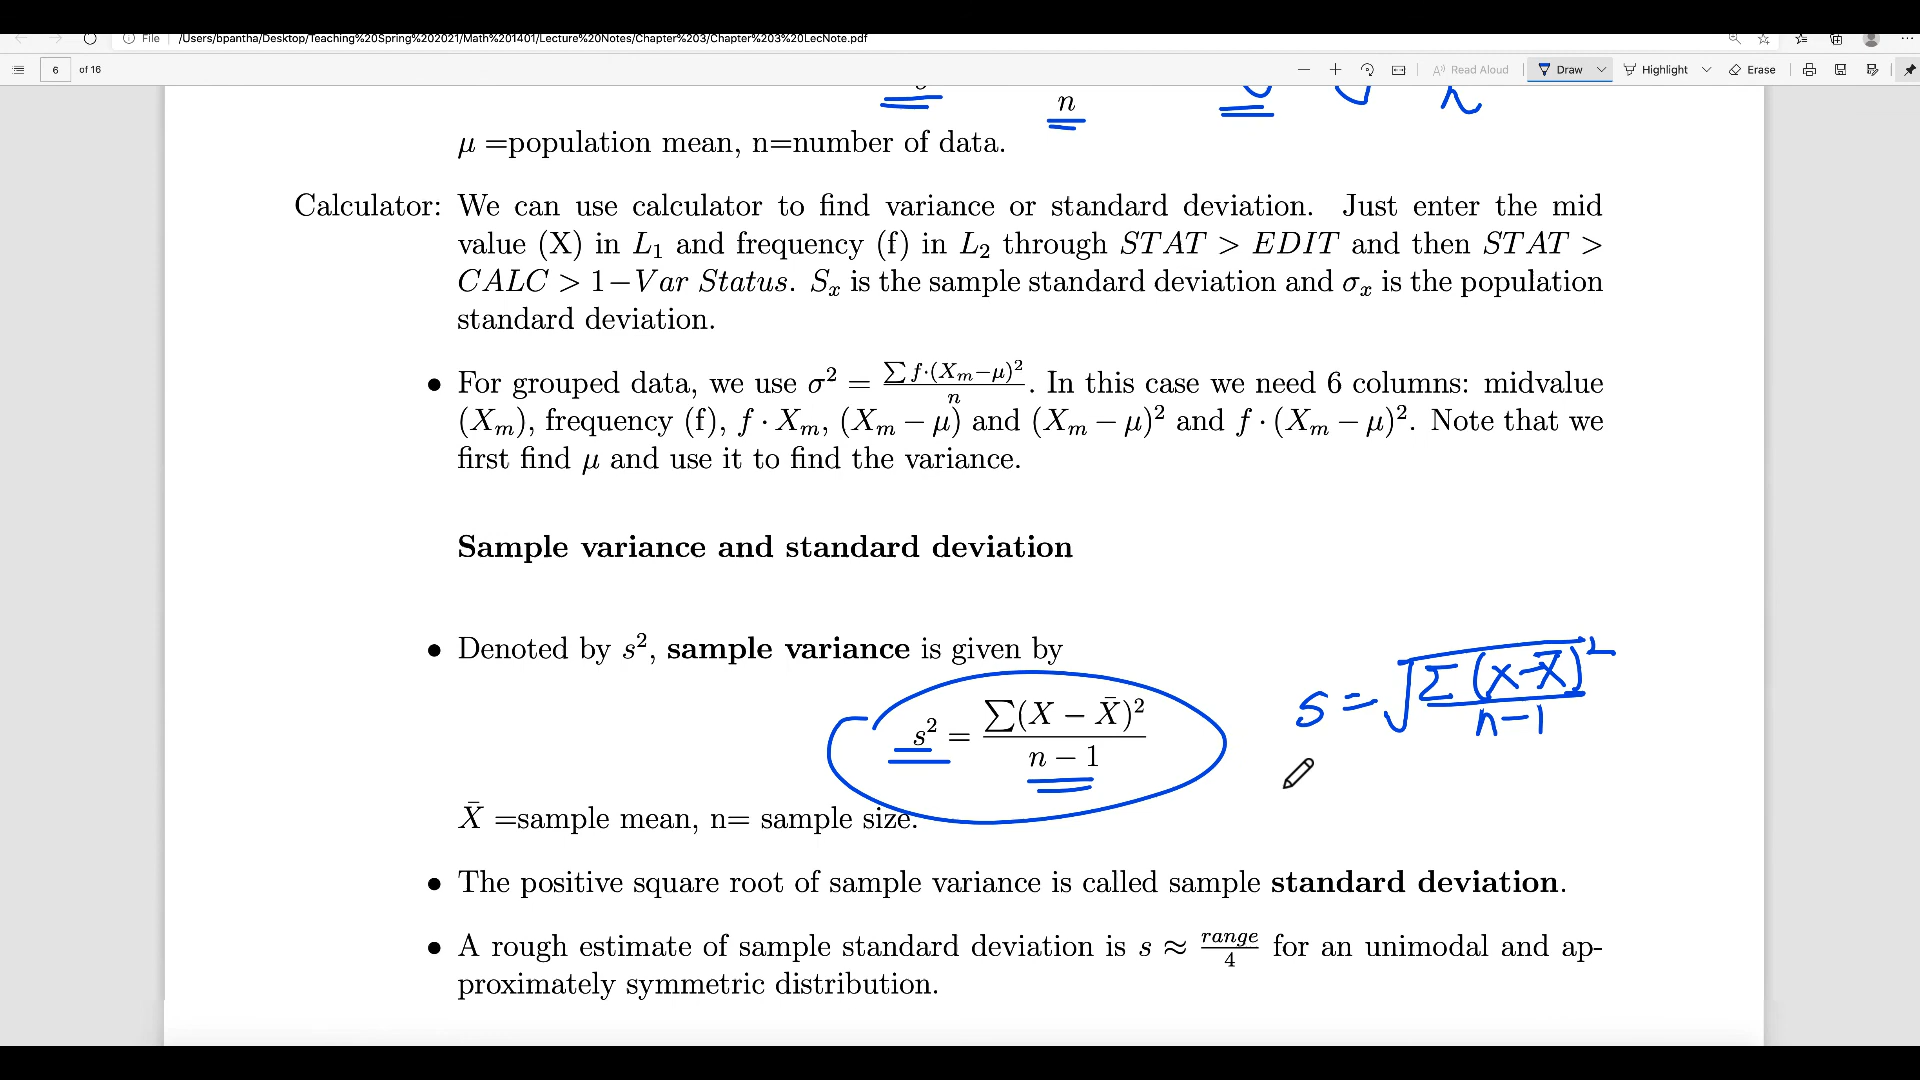 File /Users/bpantha/Desktop/Teaching%20Spring%202021/Math%201401/Lecture%20Notes/Chapter%203/Chapter%203%20LecNote.pdf
6 of 16 Read Aloud Draw Highlight Erase
n n
μ =population mean, n=number of data.
Calculator: We can use calculator to find variance or standard deviation. Just enter the mid
value (X) in L₁ and frequency (f) in L₂ through STAT > EDIT and then STAT >
CALC > 1−Var Status. Sₓ is the sample standard deviation and σₓ is the population
standard deviation.
• For grouped data, we use σ² = ∑ f·(Xₘ−μ)² / n. In this case we need 6 columns: midvalue
(Xₘ), frequency (f), f · Xₘ, (Xₘ − μ) and (Xₘ − μ)² and f · (Xₘ − μ)². Note that we
first find μ and use it to find the variance.
Sample variance and standard deviation
• Denoted by s², sample variance is given by
s² = ∑(X − X̄)² / n − 1
s = √ Σ (x-x̄)² / n-1
X̄ =sample mean, n= sample size.
• The positive square root of sample variance is called sample standard deviation.
• A rough estimate of sample standard deviation is s ≈ range / 4 for an unimodal and ap-
proximately symmetric distribution.